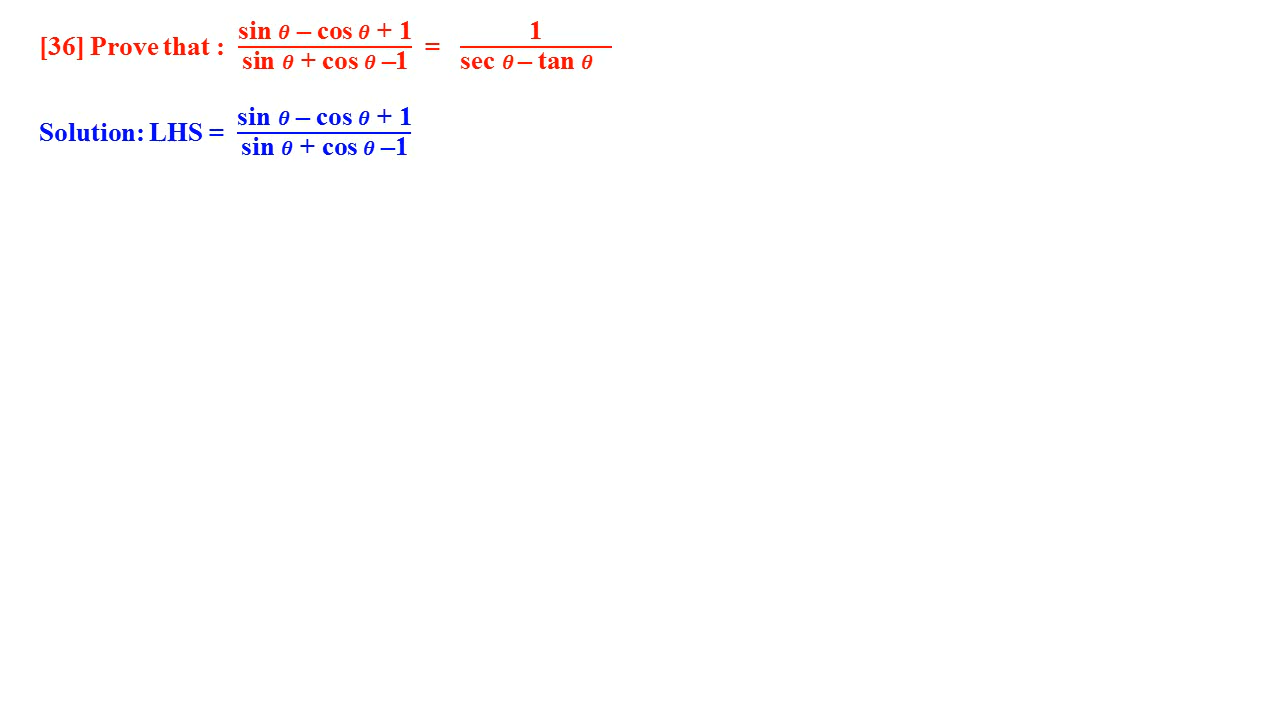 [36] Prove that : sin θ – cos θ + 1 / sin θ + cos θ –1 = 1 / sec θ – tan θ
Solution: LHS = sin θ – cos θ + 1 / sin θ + cos θ –1